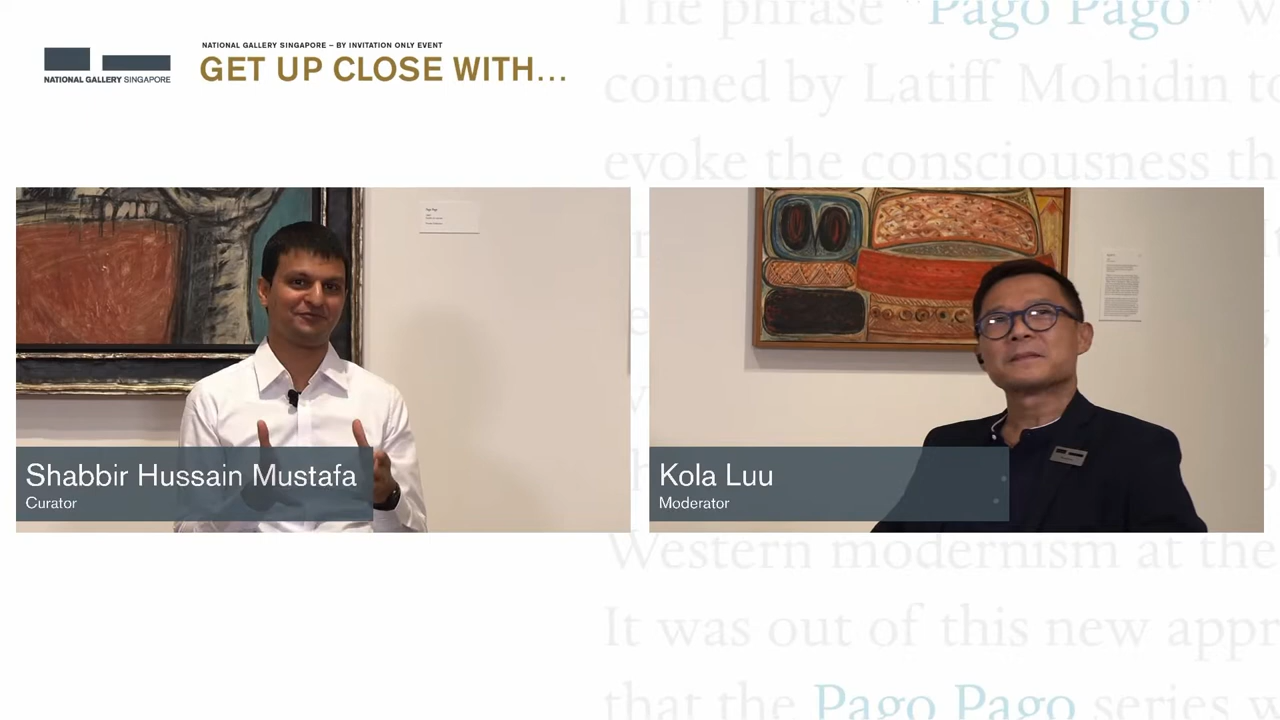 The phrase "Pago Pago" w
NATIONAL GALLERY SINGAPORE – BY INVITATION ONLY EVENT
GET UP CLOSE WITH...
NATIONAL GALLERY SINGAPORE
coined by Latiff Mohidin to
evoke the consciousness th
Pago Pago
Shabbir Hussain Mustafa
Curator
Kola Luu
Moderator
Western modernism at the
It was out of this new appr
that the Pago Pago series w